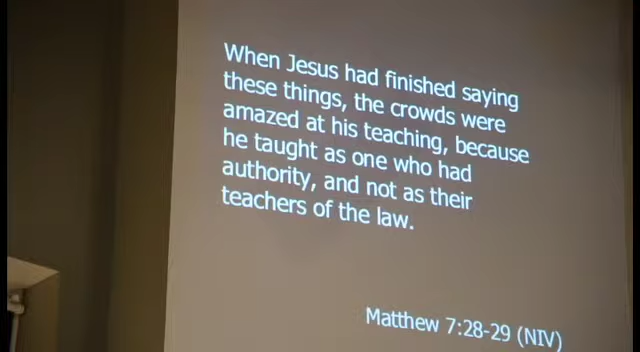 When Jesus had finished saying
these things, the crowds were
amazed at his teaching, because
he taught as one who had
authority, and not as their
teachers of the law.
Matthew 7:28-29 (NIV)